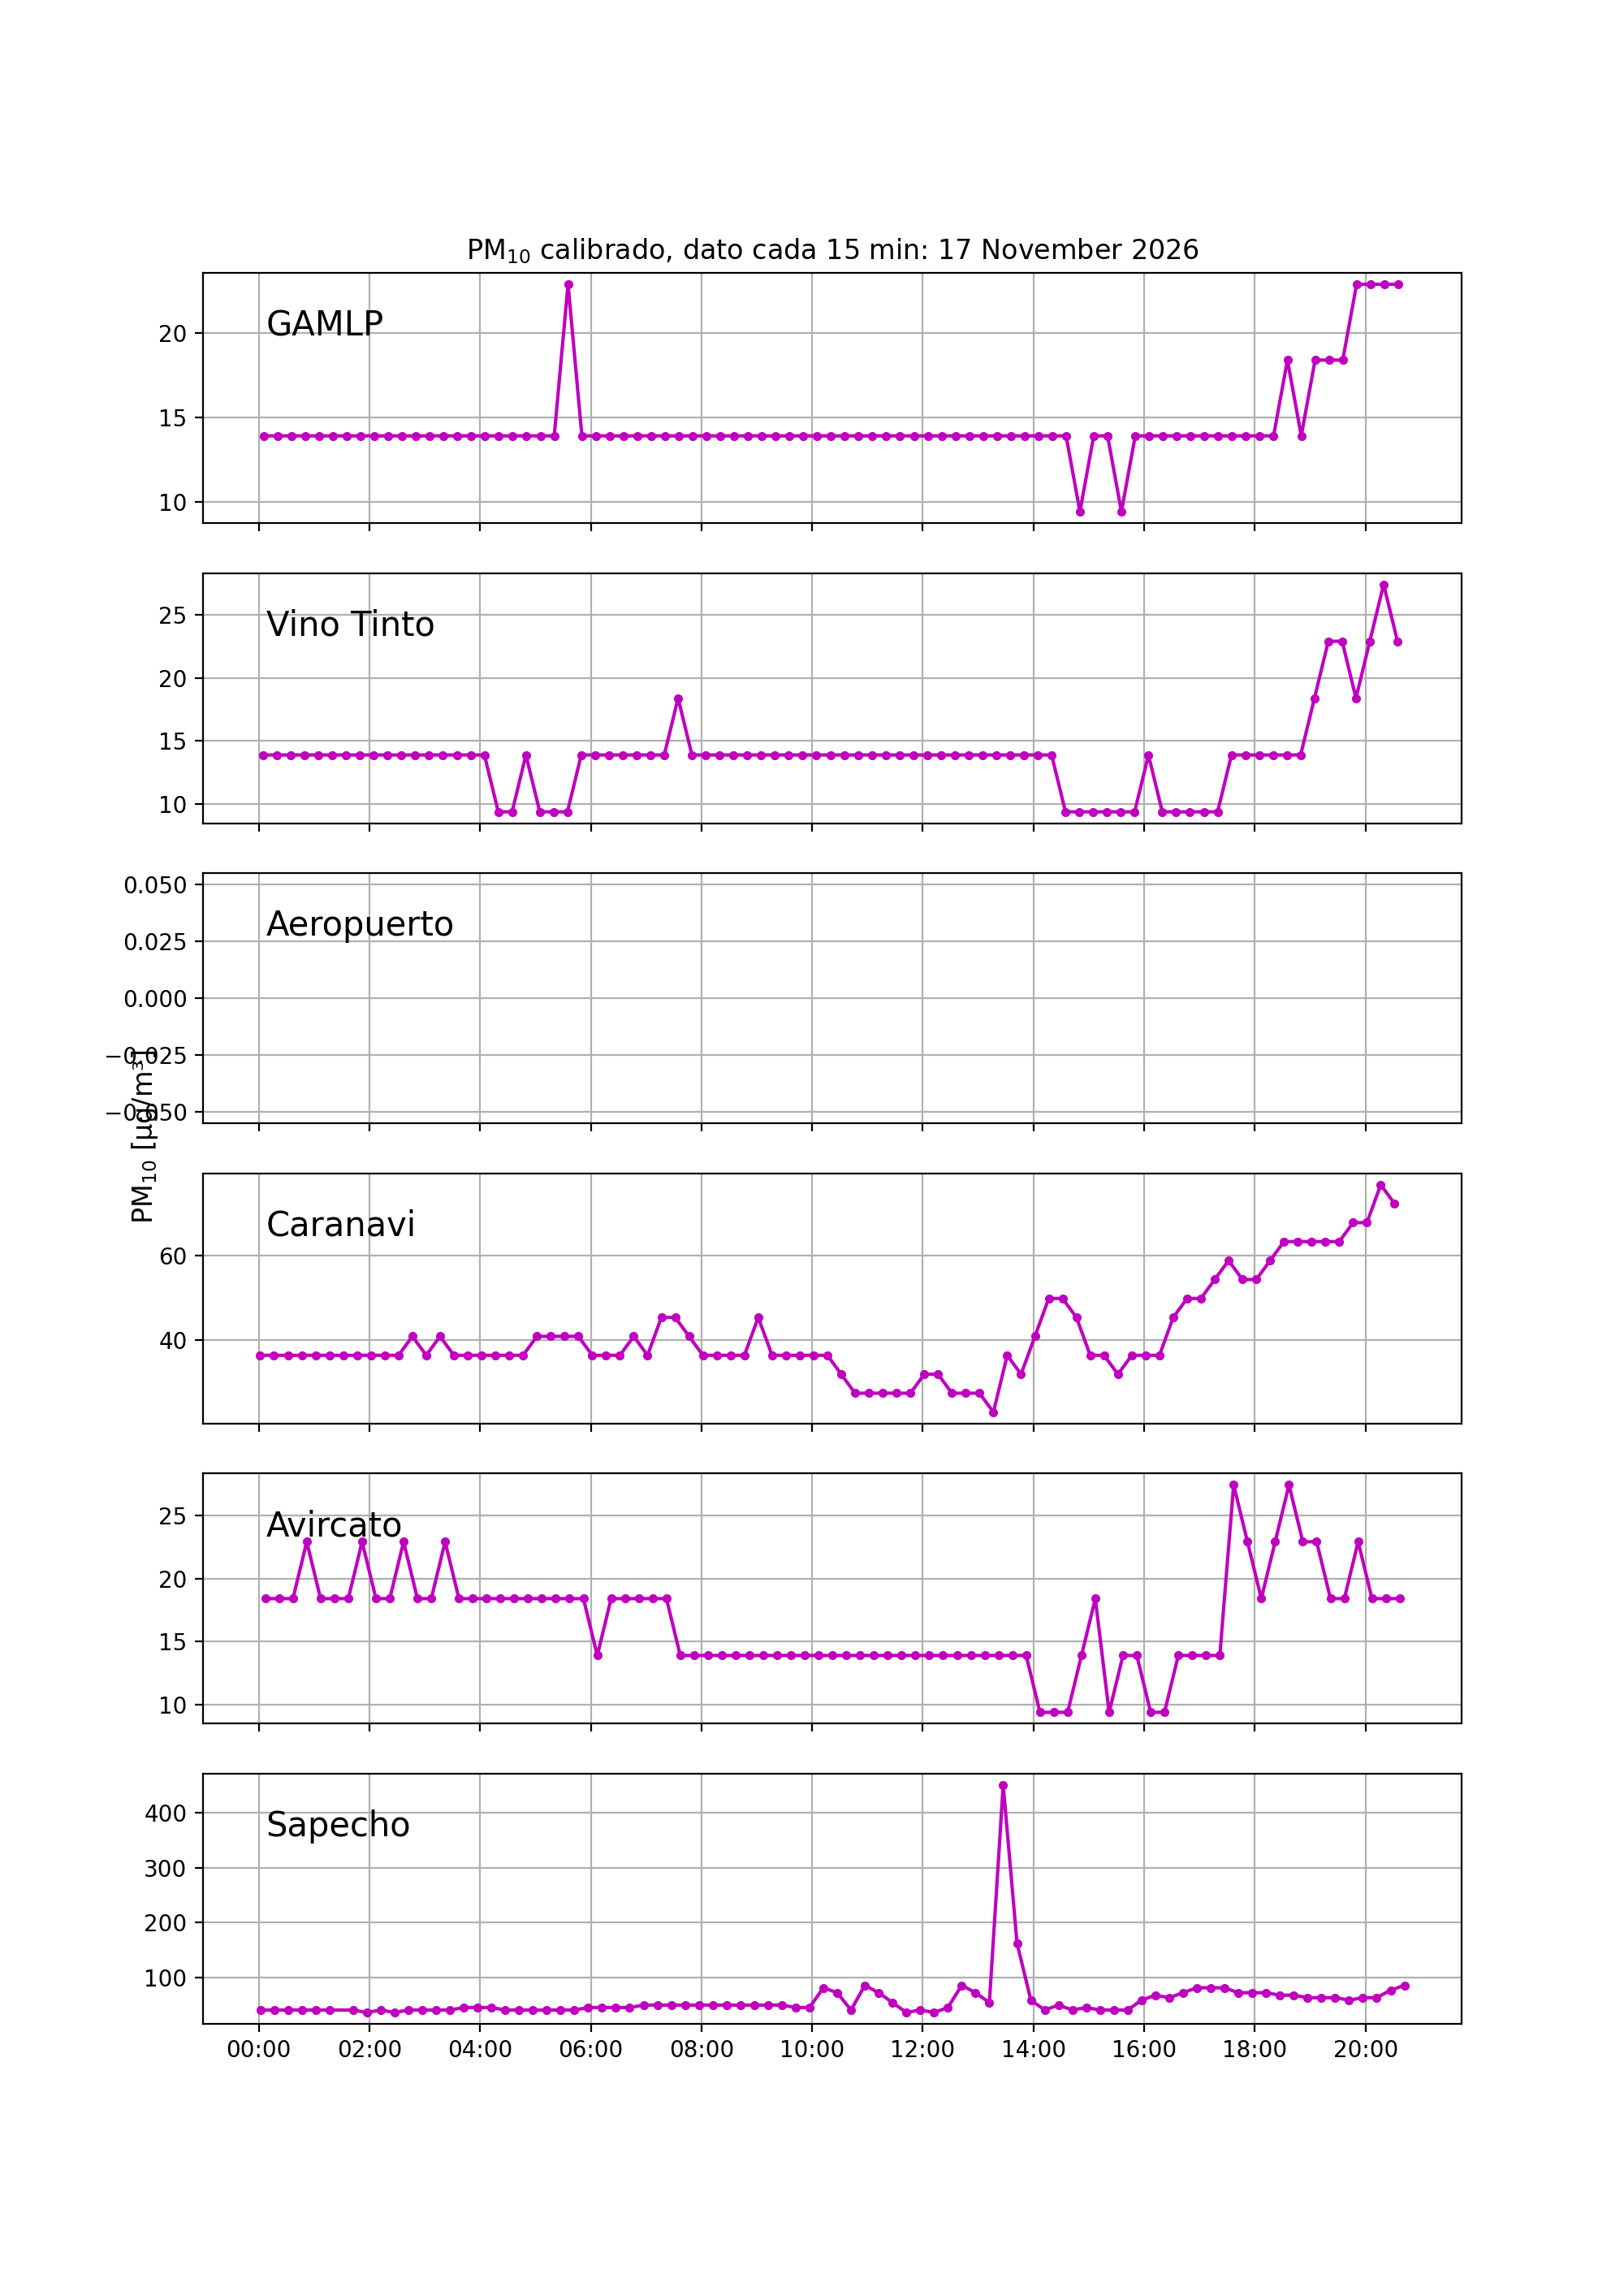 PM₁₀ calibrado, dato cada 15 min: 17 November 2026
GAMLP
20
15
10
Vino Tinto
25
20
15
10
Aeropuerto
0.050
0.025
0.000
−0.025
−0.050
PM₁₀ [µg/m³]
Caranavi
60
40
Avircato
25
20
15
10
Sapecho
400
300
200
100
00:00 02:00 04:00 06:00 08:00 10:00 12:00 14:00 16:00 18:00 20:00